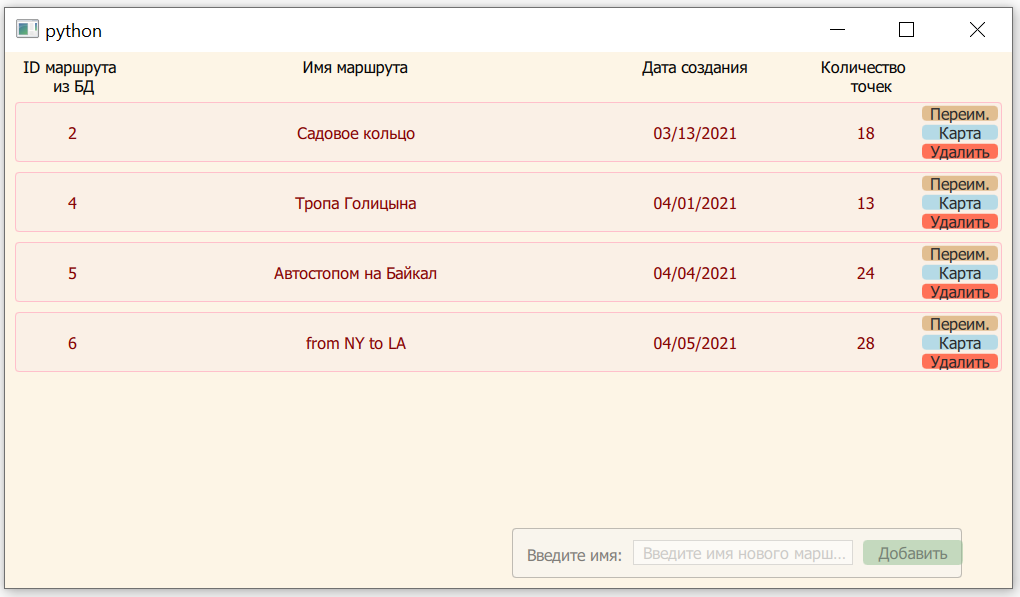 python
ID маршрута Имя маршрута Дата создания Количество
из БД точек
Переим.
2 Садовое кольцо 03/13/2021 18 Карта
Удалить
Переим.
4 Тропа Голицына 04/01/2021 13 Карта
Удалить
Переим.
5 Автостопом на Байкал 04/04/2021 24 Карта
Удалить
Переим.
6 from NY to LA 04/05/2021 28 Карта
Удалить
Введите имя: Введите имя нового марш... Добавить